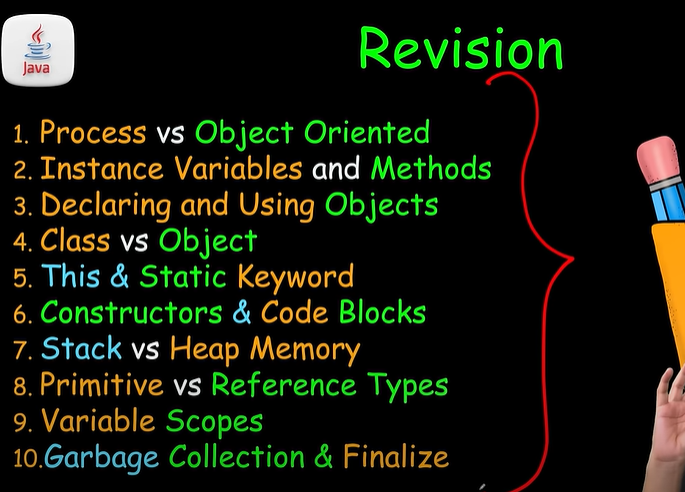 Java
Revision
1. Process vs Object Oriented
2. Instance Variables and Methods
3. Declaring and Using Objects
4. Class vs Object
5. This & Static Keyword
6. Constructors & Code Blocks
7. Stack vs Heap Memory
8. Primitive vs Reference Types
9. Variable Scopes
10.Garbage Collection & Finalize